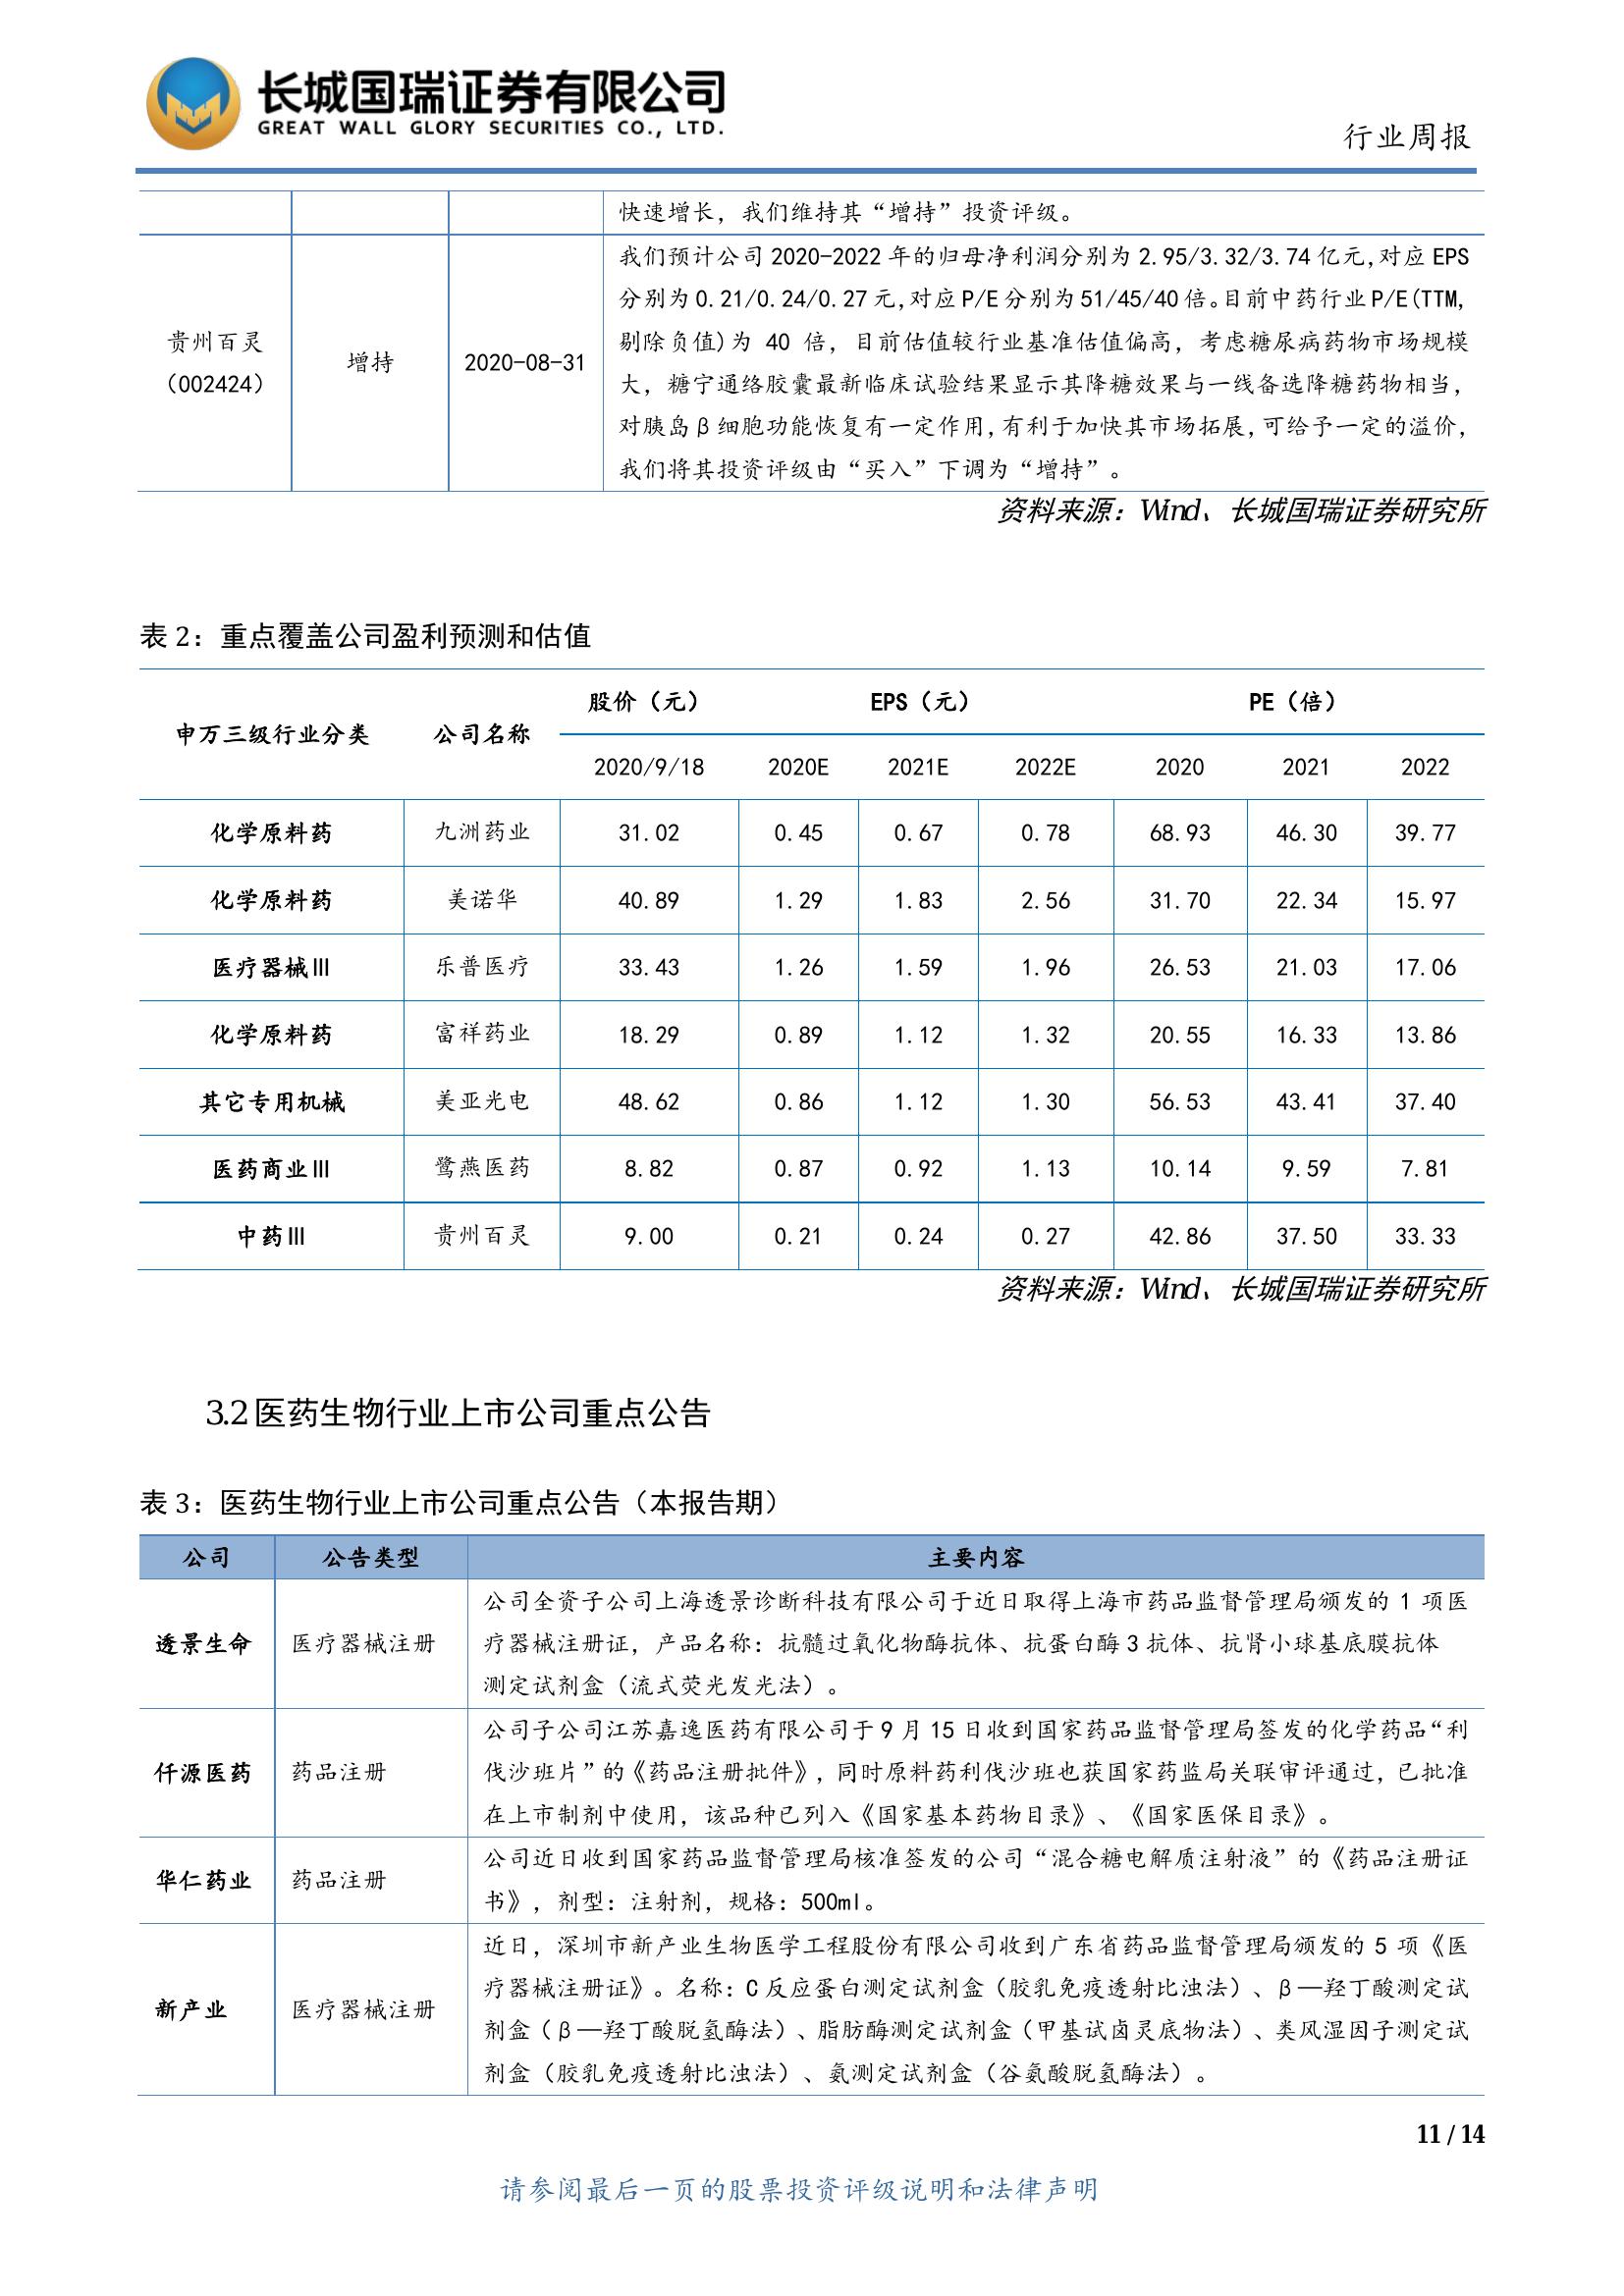 长城国瑞证券有限公司
GREAT WALL GLORY SECURITIES CO., LTD.
行业周报
快速增长，我们维持其“增持”投资评级。
贵州百灵
（002424）
增持
2020-08-31
我们预计公司 2020-2022 年的归母净利润分别为 2.95/3.32/3.74 亿元,对应 EPS
分别为 0.21/0.24/0.27 元,对应 P/E 分别为 51/45/40 倍。目前中药行业 P/E(TTM,
剔除负值)为 40 倍，目前估值较行业基准估值偏高，考虑糖尿病药物市场规模
大，糖宁通络胶囊最新临床试验结果显示其降糖效果与一线备选降糖药物相当，
对胰岛β细胞功能恢复有一定作用,有利于加快其市场拓展,可给予一定的溢价，
我们将其投资评级由“买入”下调为“增持”。
资料来源：Wind、长城国瑞证券研究所
表 2：重点覆盖公司盈利预测和估值
申万三级行业分类 公司名称 股价（元） EPS（元） PE（倍）
2020/9/18 2020E 2021E 2022E 2020 2021 2022
化学原料药 九洲药业 31.02 0.45 0.67 0.78 68.93 46.30 39.77
化学原料药 美诺华 40.89 1.29 1.83 2.56 31.70 22.34 15.97
医疗器械Ⅲ 乐普医疗 33.43 1.26 1.59 1.96 26.53 21.03 17.06
化学原料药 富祥药业 18.29 0.89 1.12 1.32 20.55 16.33 13.86
其它专用机械 美亚光电 48.62 0.86 1.12 1.30 56.53 43.41 37.40
医药商业Ⅲ 鹭燕医药 8.82 0.87 0.92 1.13 10.14 9.59 7.81
中药Ⅲ 贵州百灵 9.00 0.21 0.24 0.27 42.86 37.50 33.33
资料来源：Wind、长城国瑞证券研究所
3.2 医药生物行业上市公司重点公告
表 3：医药生物行业上市公司重点公告（本报告期）
公司 公告类型 主要内容
透景生命 医疗器械注册
公司全资子公司上海透景诊断科技有限公司于近日取得上海市药品监督管理局颁发的 1 项医
疗器械注册证，产品名称：抗髓过氧化物酶抗体、抗蛋白酶 3 抗体、抗肾小球基底膜抗体
测定试剂盒（流式荧光发光法）。
仟源医药 药品注册
公司子公司江苏嘉逸医药有限公司于 9 月 15 日收到国家药品监督管理局签发的化学药品“利
伐沙班片”的《药品注册批件》，同时原料药利伐沙班也获国家药监局关联审评通过，已批准
在上市制剂中使用，该品种已列入《国家基本药物目录》、《国家医保目录》。
华仁药业 药品注册
公司近日收到国家药品监督管理局核准签发的公司“混合糖电解质注射液”的《药品注册证
书》，剂型：注射剂，规格：500ml。
新产业 医疗器械注册
近日，深圳市新产业生物医学工程股份有限公司收到广东省药品监督管理局颁发的 5 项《医
疗器械注册证》。名称：C 反应蛋白测定试剂盒（胶乳免疫透射比浊法）、β—羟丁酸测定试
剂盒（β—羟丁酸脱氢酶法）、脂肪酶测定试剂盒（甲基试卤灵底物法）、类风湿因子测定试
剂盒（胶乳免疫透射比浊法）、氨测定试剂盒（谷氨酸脱氢酶法）。
11 / 14
请参阅最后一页的股票投资评级说明和法律声明